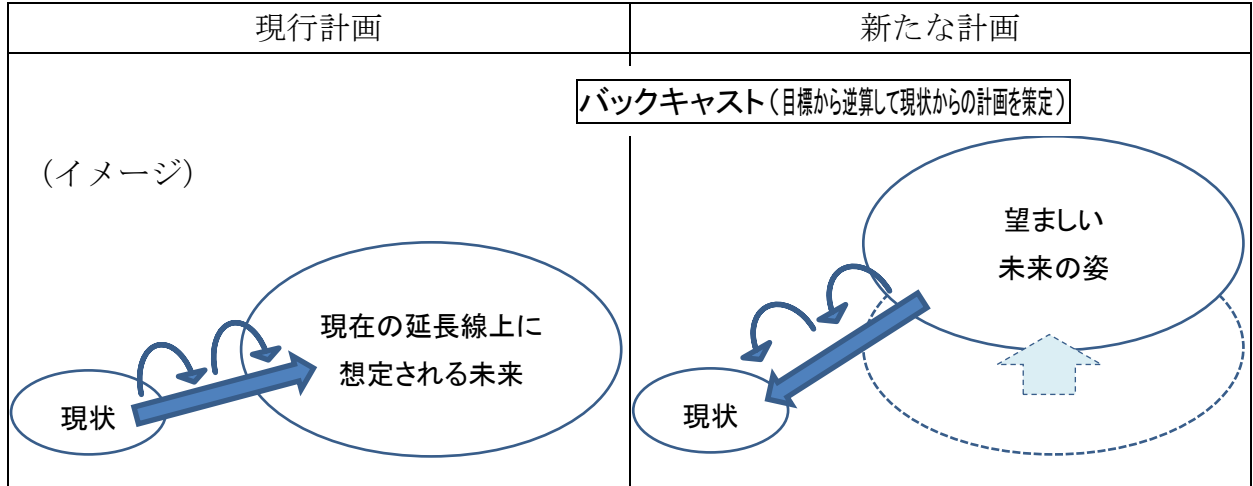 現行計画
新たな計画
バックキャスト（目標から逆算して現状からの計画を策定）
（イメージ）
望ましい
未来の姿
現在の延長線上に
想定される未来
現状
現状